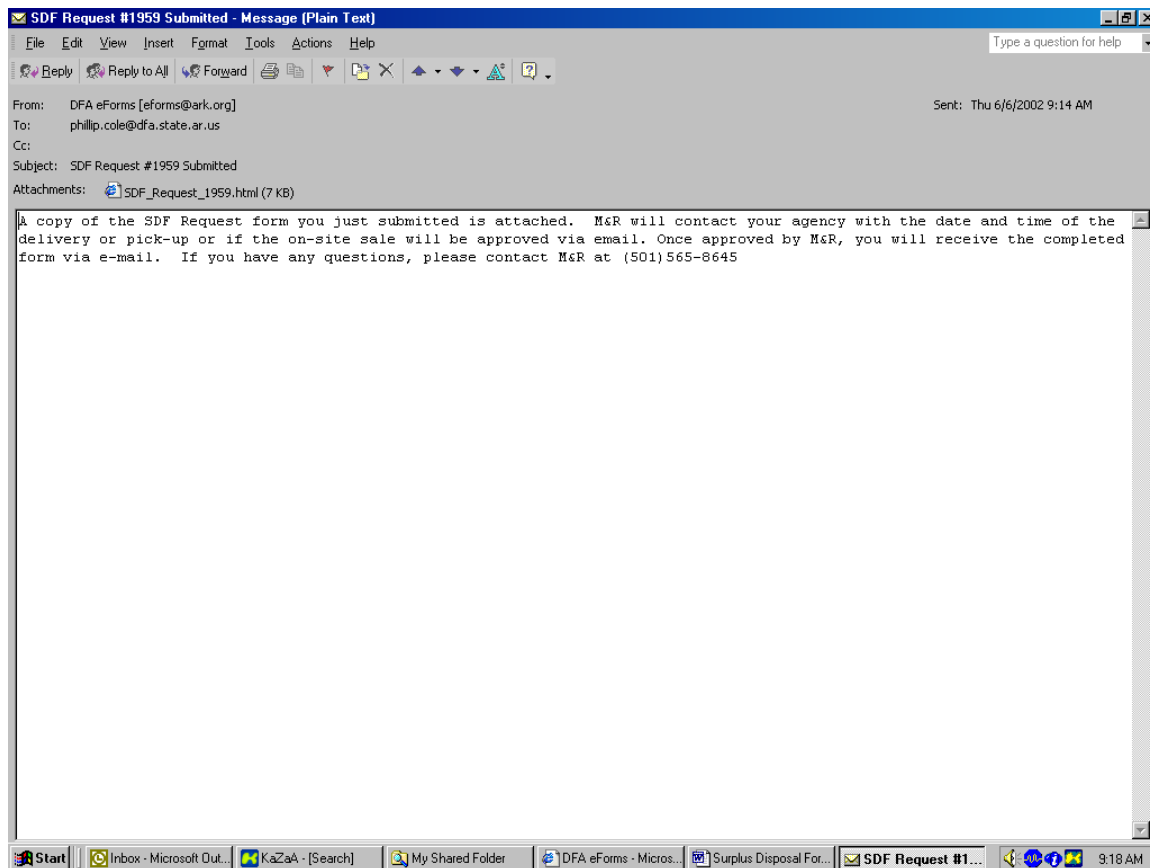 SDF Request #1959 Submitted - Message (Plain Text)
File Edit View Insert Format Tools Actions Help
Type a question for help
Reply Reply to All Forward
From: DFA eForms [eforms@ark.org]
Sent: Thu 6/6/2002 9:14 AM
To: phillip.cole@dfa.state.ar.us
Cc:
Subject: SDF Request #1959 Submitted
Attachments: SDF_Request_1959.html (7 KB)
A copy of the SDF Request form you just submitted is attached.  M&R will contact your agency with the date and time of the
delivery or pick-up or if the on-site sale will be approved via email. Once approved by M&R, you will receive the completed
form via e-mail.  If you have any questions, please contact M&R at (501)565-8645
Start Inbox - Microsoft Out... KaZaA - [Search] My Shared Folder DFA eForms - Micros... Surplus Disposal For... SDF Request #1... 9:18 AM